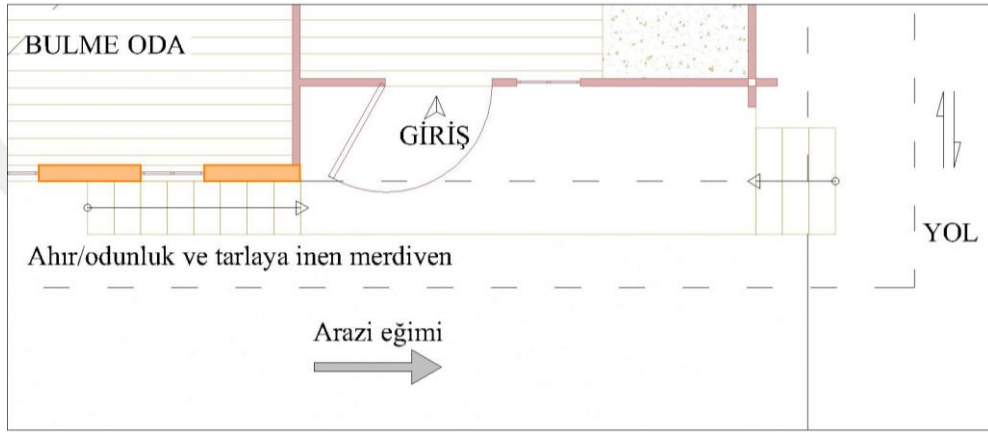 BULME ODA
GİRİŞ
YOL
Ahır/odunluk ve tarlaya inen merdiven
Arazi eğimi